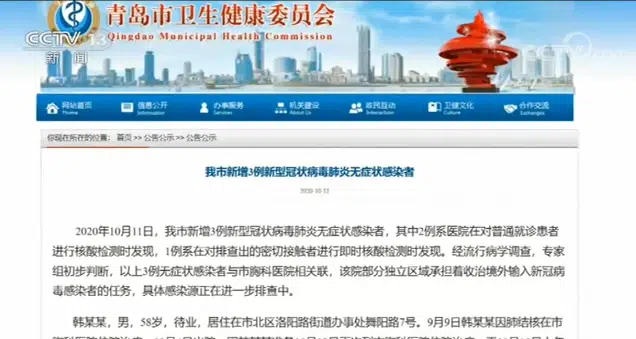 青岛市卫生健康委员会
Qingdao Municipal Health Commission
CCTV 13
新闻
央视网
网站首页 信息公开 办事服务 机关建设 政民互动 卫健文化 合作交流
Home Information Services About Us Interaction Culture Exchanges
你现在所在的位置: 首页 >> 公告公示 >> 公告公示
我市新增3例新型冠状病毒肺炎无症状感染者
2020-10-12
2020年10月11日，我市新增3例新型冠状病毒肺炎无症状感染者，其中2例系医院在对普通就诊患者
进行核酸检测时发现，1例系在对排查出的密切接触者进行即时核酸检测时发现。经流行病学调查，专家
组初步判断，以上3例无症状感染者与市胸科医院相关联，该院部分独立区域承担着收治境外输入新冠病
毒感染者的任务，具体感染源正在进一步排查中。
韩某某，男，58岁，待业，居住在市北区洛阳路街道办事处舞阳路7号。9月9日韩某某因肺结核在市